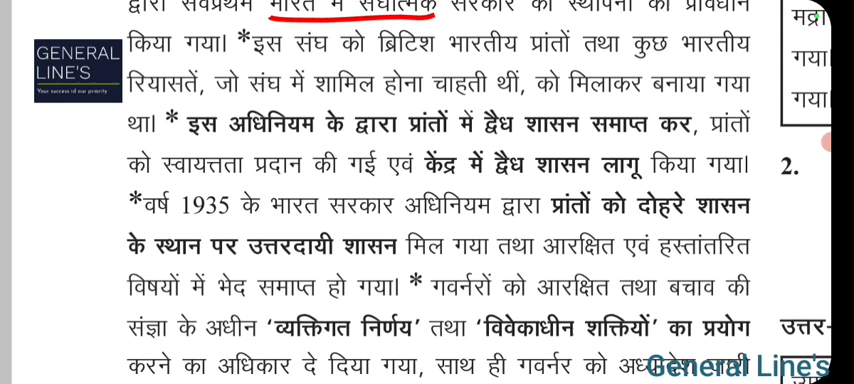 द्वारा सर्वप्रथम भारत में संघात्मक सरकार की स्थापना का प्रावधान
किया गया। *इस संघ को ब्रिटिश भारतीय प्रांतों तथा कुछ भारतीय
रियासतें, जो संघ में शामिल होना चाहती थीं, को मिलाकर बनाया गया
था। * इस अधिनियम के द्वारा प्रांतों में द्वैध शासन समाप्त कर, प्रांतों
को स्वायत्तता प्रदान की गई एवं केंद्र में द्वैध शासन लागू किया गया।
*वर्ष 1935 के भारत सरकार अधिनियम द्वारा प्रांतों को दोहरे शासन
के स्थान पर उत्तरदायी शासन मिल गया तथा आरक्षित एवं हस्तांतरित
विषयों में भेद समाप्त हो गया। * गवर्नरों को आरक्षित तथा बचाव की
संज्ञा के अधीन ‘व्यक्तिगत निर्णय’ तथा ‘विवेकाधीन शक्तियों’ का प्रयोग
करने का अधिकार दे दिया गया, साथ ही गवर्नर को अध्यादेश जारी
GENERAL
LINE'S
Your success id our priority
गया
गया
2.
उत्तर-
General Line's